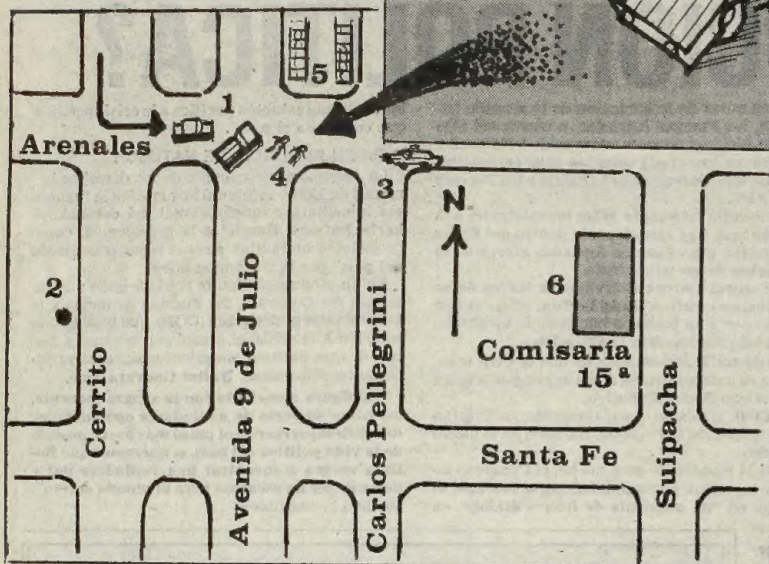 5
1
Arenales
4
3
N
2
6
Comisaría
15ª
Cerrito
Avenida 9 de Julio
Carlos Pellegrini
Santa Fe
Suipacha